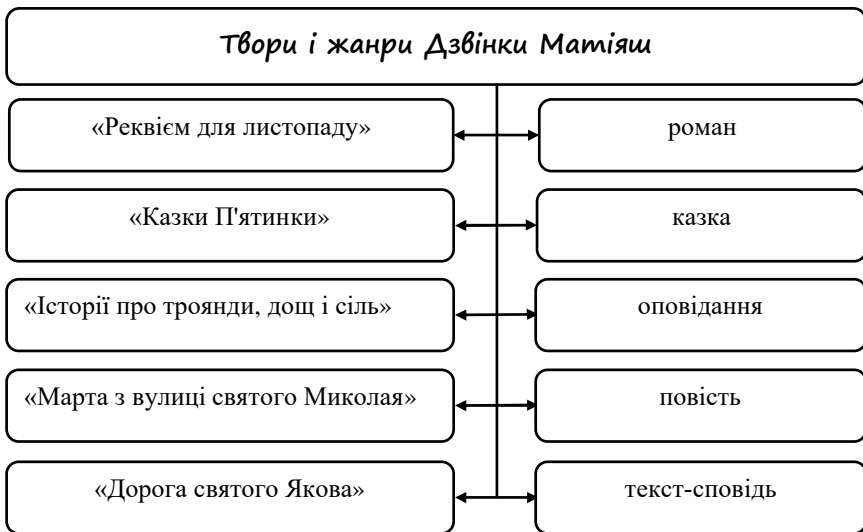 Твори і жанри Дзвінки Матіяш
«Реквієм для листопаду»
роман
«Казки П'ятинки»
казка
«Історії про троянди, дощ і сіль»
оповідання
«Марта з вулиці святого Миколая»
повість
«Дорога святого Якова»
текст-сповідь